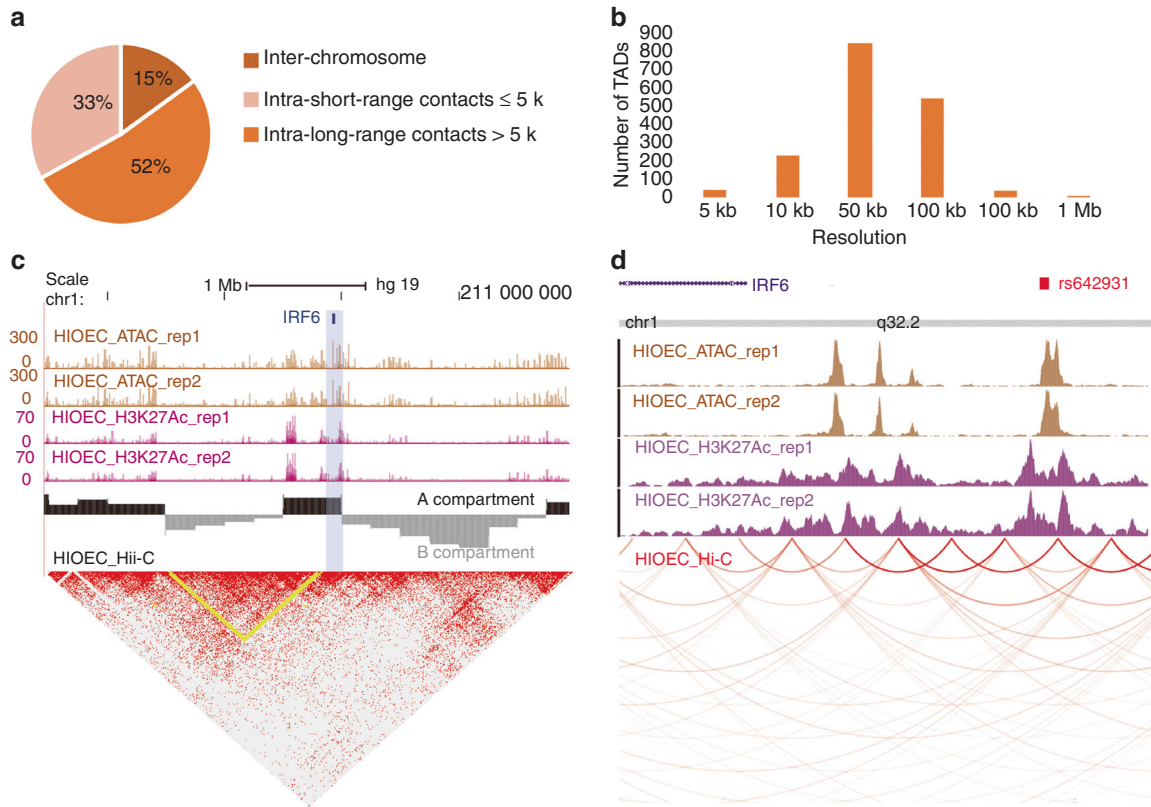 a
15%
33%
52%
Inter-chromosome
Intra-short-range contacts ≤ 5 k
Intra-long-range contacts > 5 k
b
Number of TADs
900
800
700
600
500
400
300
200
100
0
5 kb 10 kb 50 kb 100 kb 100 kb 1 Mb
Resolution
c
Scale 1 Mb hg 19
chr1: 211 000 000
IRF6
300 HIOEC_ATAC_rep1
0
300 HIOEC_ATAC_rep2
0
70 HIOEC_H3K27Ac_rep1
0
70 HIOEC_H3K27Ac_rep2
0
A compartment
B compartment
HIOEC_Hii-C
d
IRF6 rs642931
chr1 q32.2
HIOEC_ATAC_rep1
HIOEC_ATAC_rep2
HIOEC_H3K27Ac_rep1
HIOEC_H3K27Ac_rep2
HIOEC_Hi-C